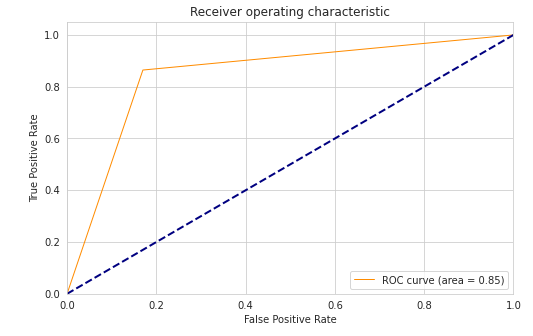 Receiver operating characteristic
True Positive Rate
1.0
0.8
0.6
0.4
0.2
0.0
0.0 0.2 0.4 0.6 0.8 1.0
False Positive Rate
ROC curve (area = 0.85)